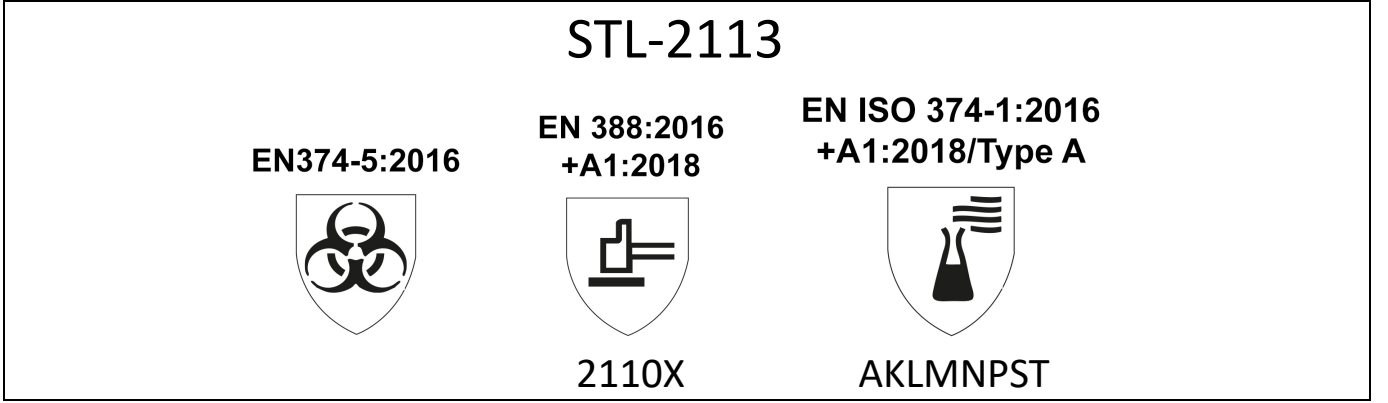 STL-2113
EN374-5:2016
EN 388:2016
+A1:2018
2110X
EN ISO 374-1:2016
+A1:2018/Type A
AKLMNPST